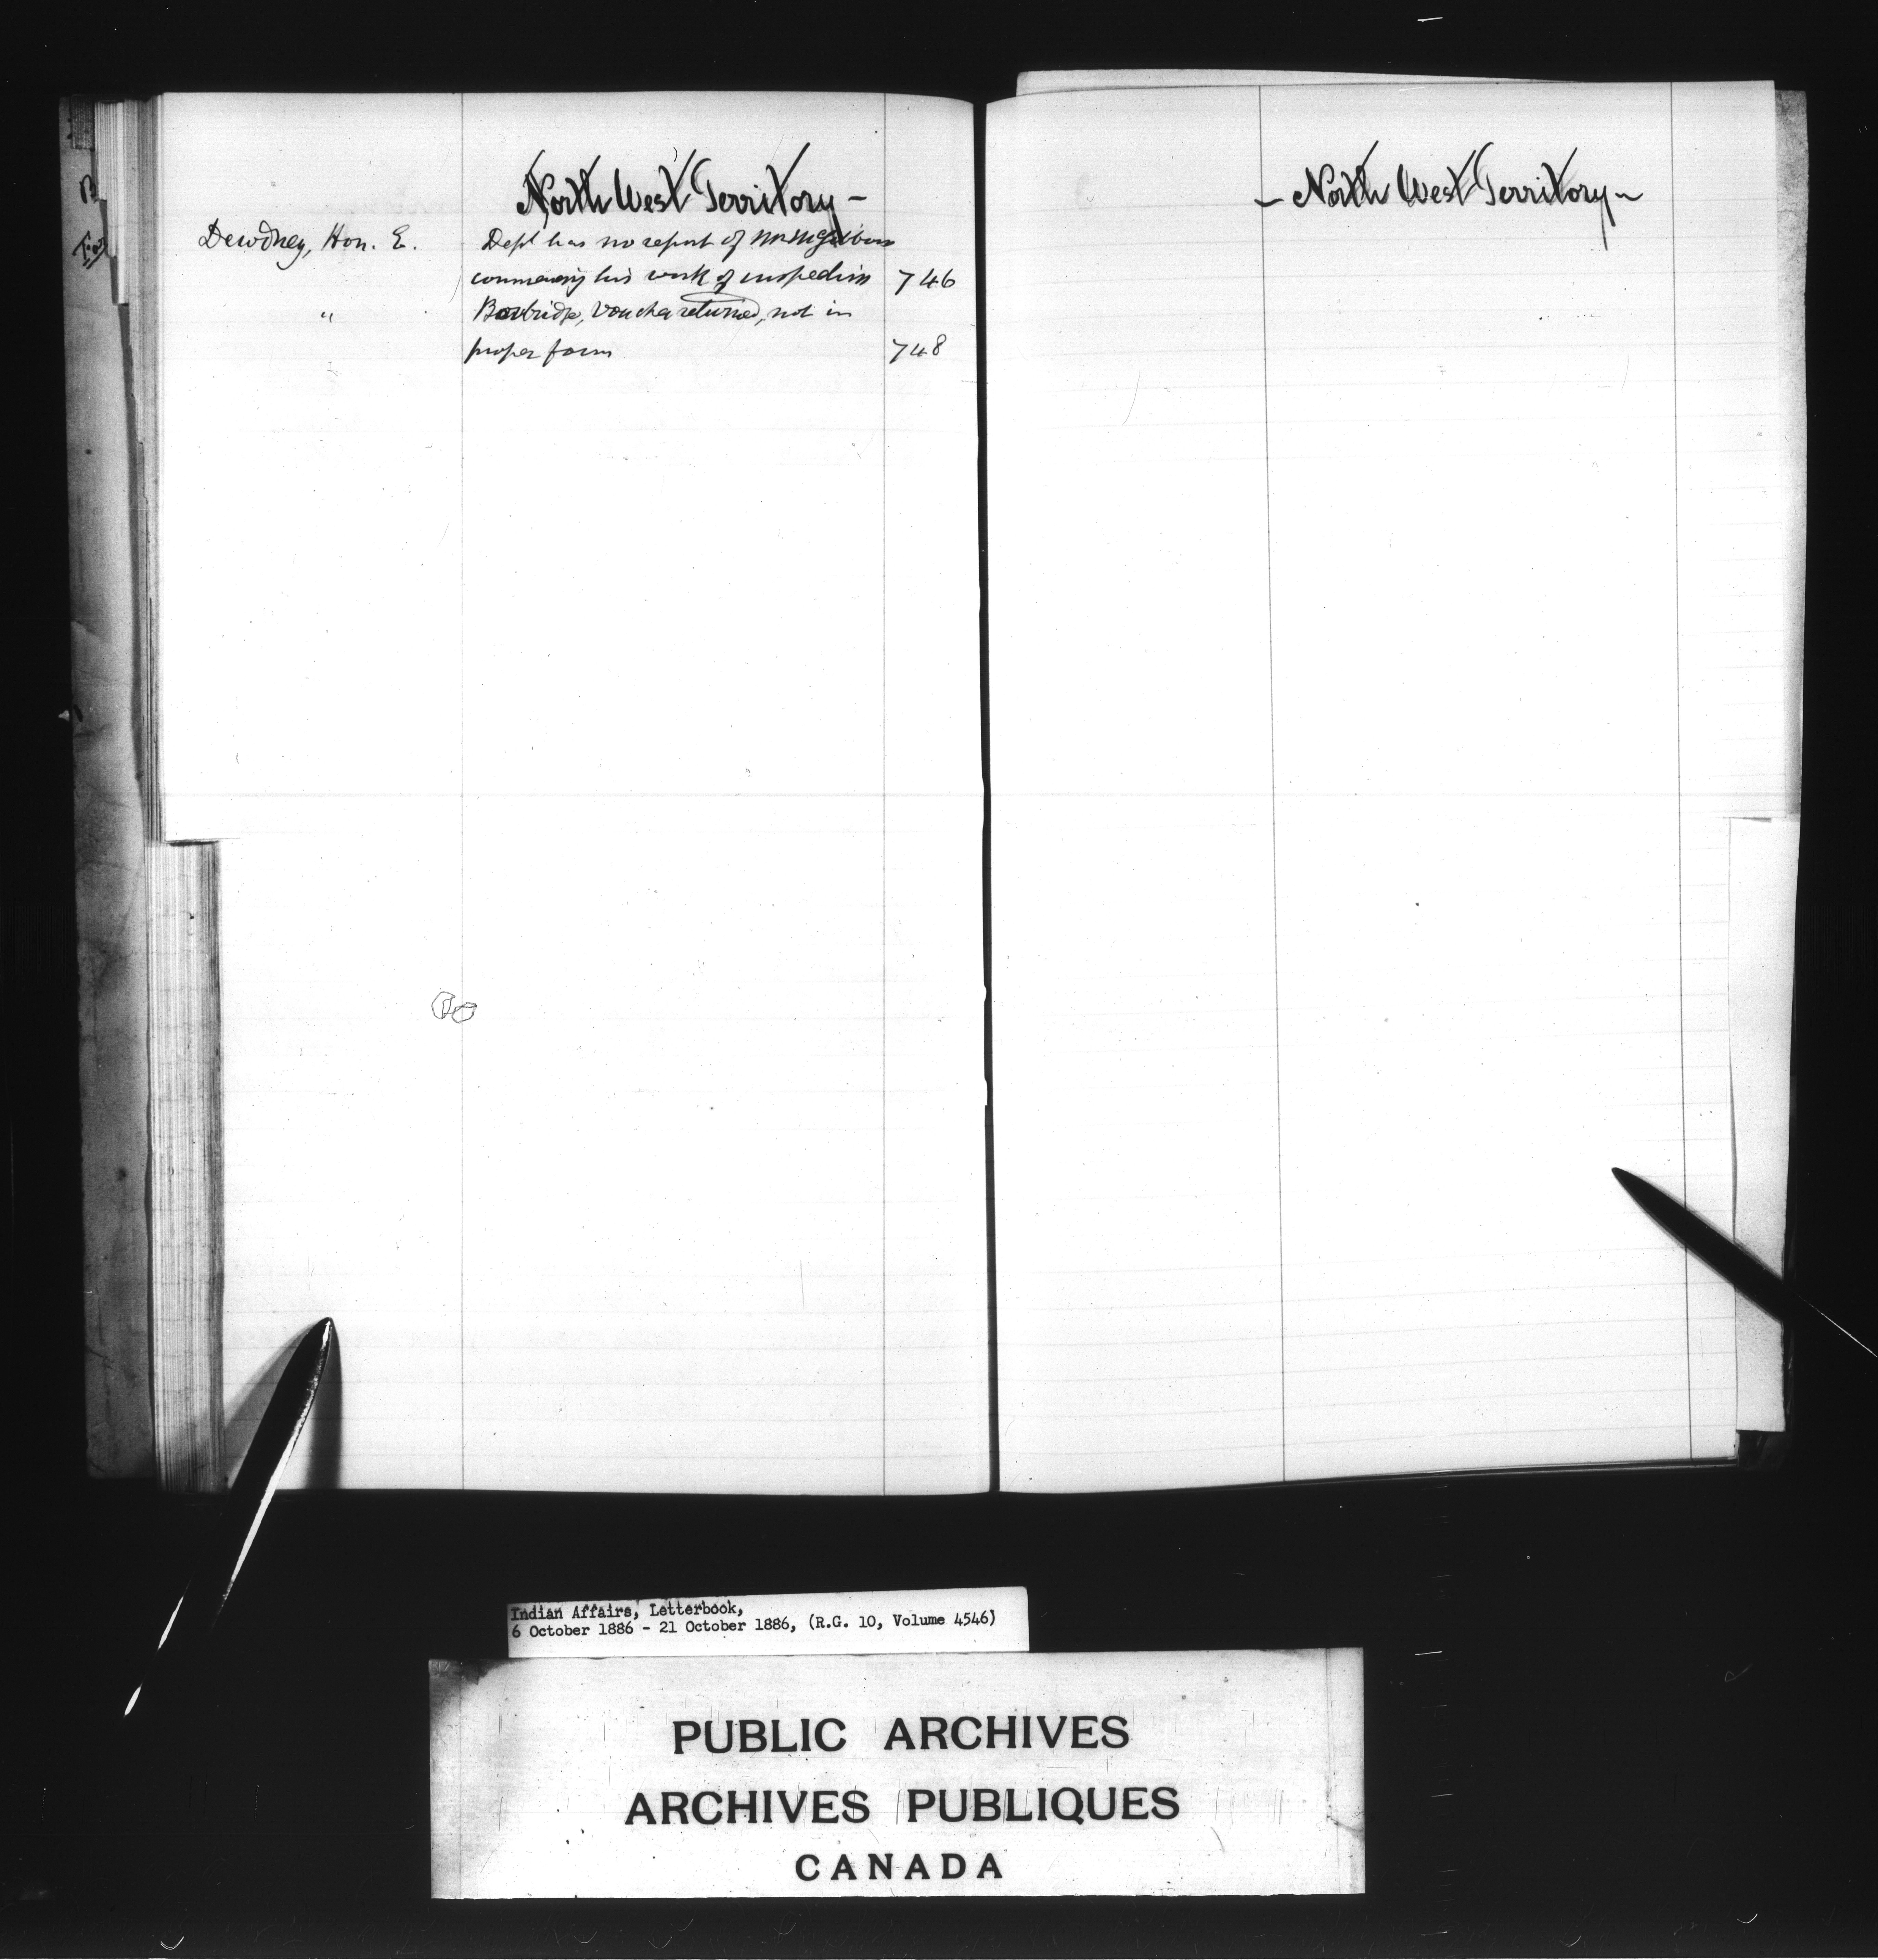 North West Territory -
Dewdney, Hon. E. Dept has no report of Mr McGibbon
commencing his work of inspection 746
" Voucher returned, not in
proper form 748
- North West Territory -
Indian Affairs, Letterbook,
6 October 1886 - 21 October 1886, (R.G. 10, Volume 4546)
PUBLIC ARCHIVES
ARCHIVES PUBLIQUES
CANADA